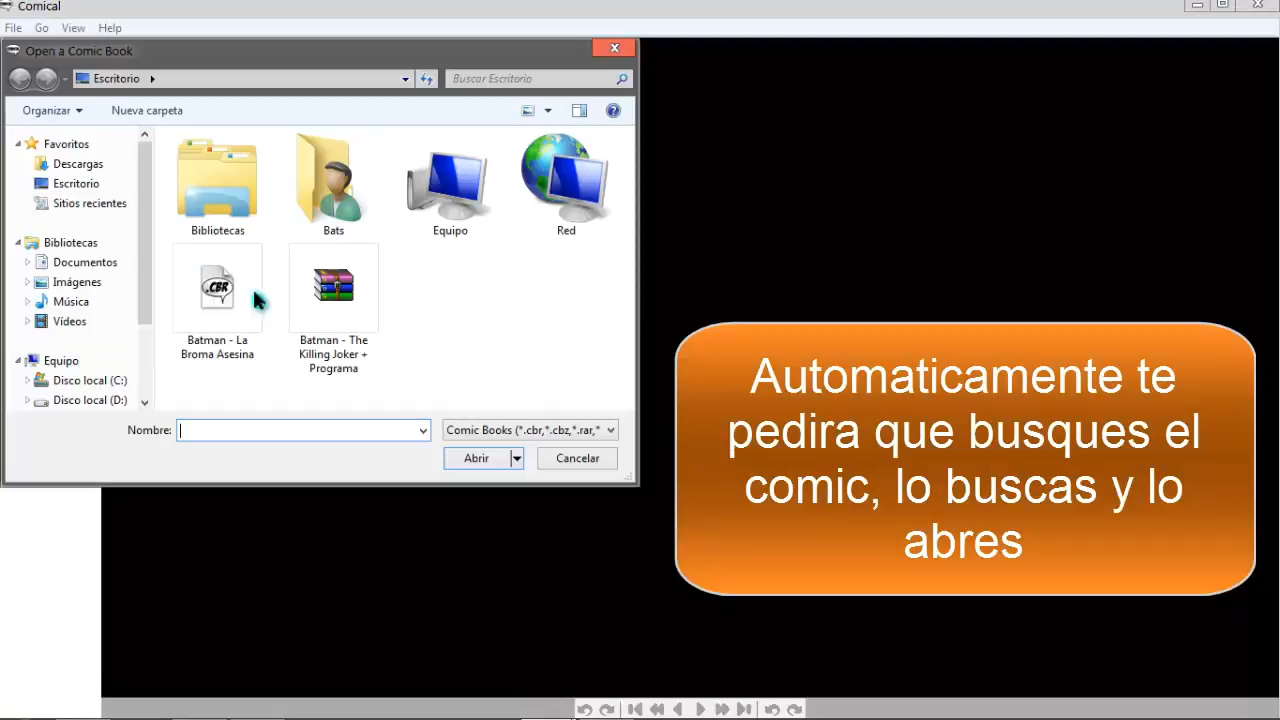 Comical
File Go View Help
Open a Comic Book
Escritorio
Buscar Escritorio
Organizar
Nueva carpeta
Favoritos
Descargas
Escritorio
Sitios recientes
Bibliotecas
Documentos
Imágenes
Música
Vídeos
Equipo
Disco local (C:)
Disco local (D:)
Bibliotecas
Bats
Equipo
Red
.CBR
Batman - La
Broma Asesina
Batman - The
Killing Joker +
Programa
Nombre:
Comic Books (*.cbr,*.cbz,*.rar,*
Abrir
Cancelar
Automaticamente te
pedira que busques el
comic, lo buscas y lo
abres